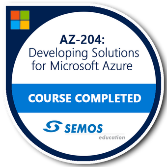 AZ-204:
Developing Solutions
for Microsoft Azure
COURSE COMPLETED
SEMOS
education